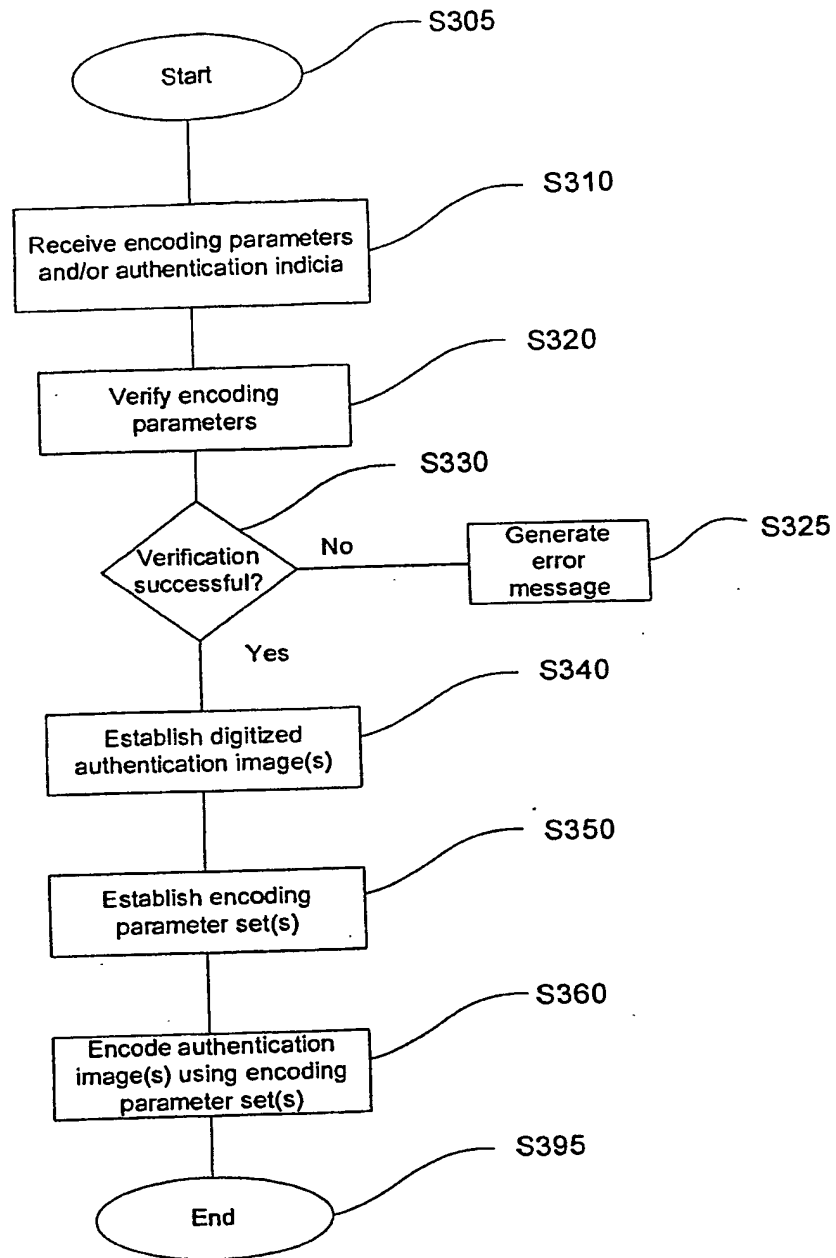 S305
Start
S310
Receive encoding parameters
and/or authentication indicia
S320
Verify encoding
parameters
S330
Verification
successful?
No
Generate
error
message
S325
Yes
S340
Establish digitized
authentication image(s)
S350
Establish encoding
parameter set(s)
S360
Encode authentication
image(s) using encoding
parameter set(s)
S395
End